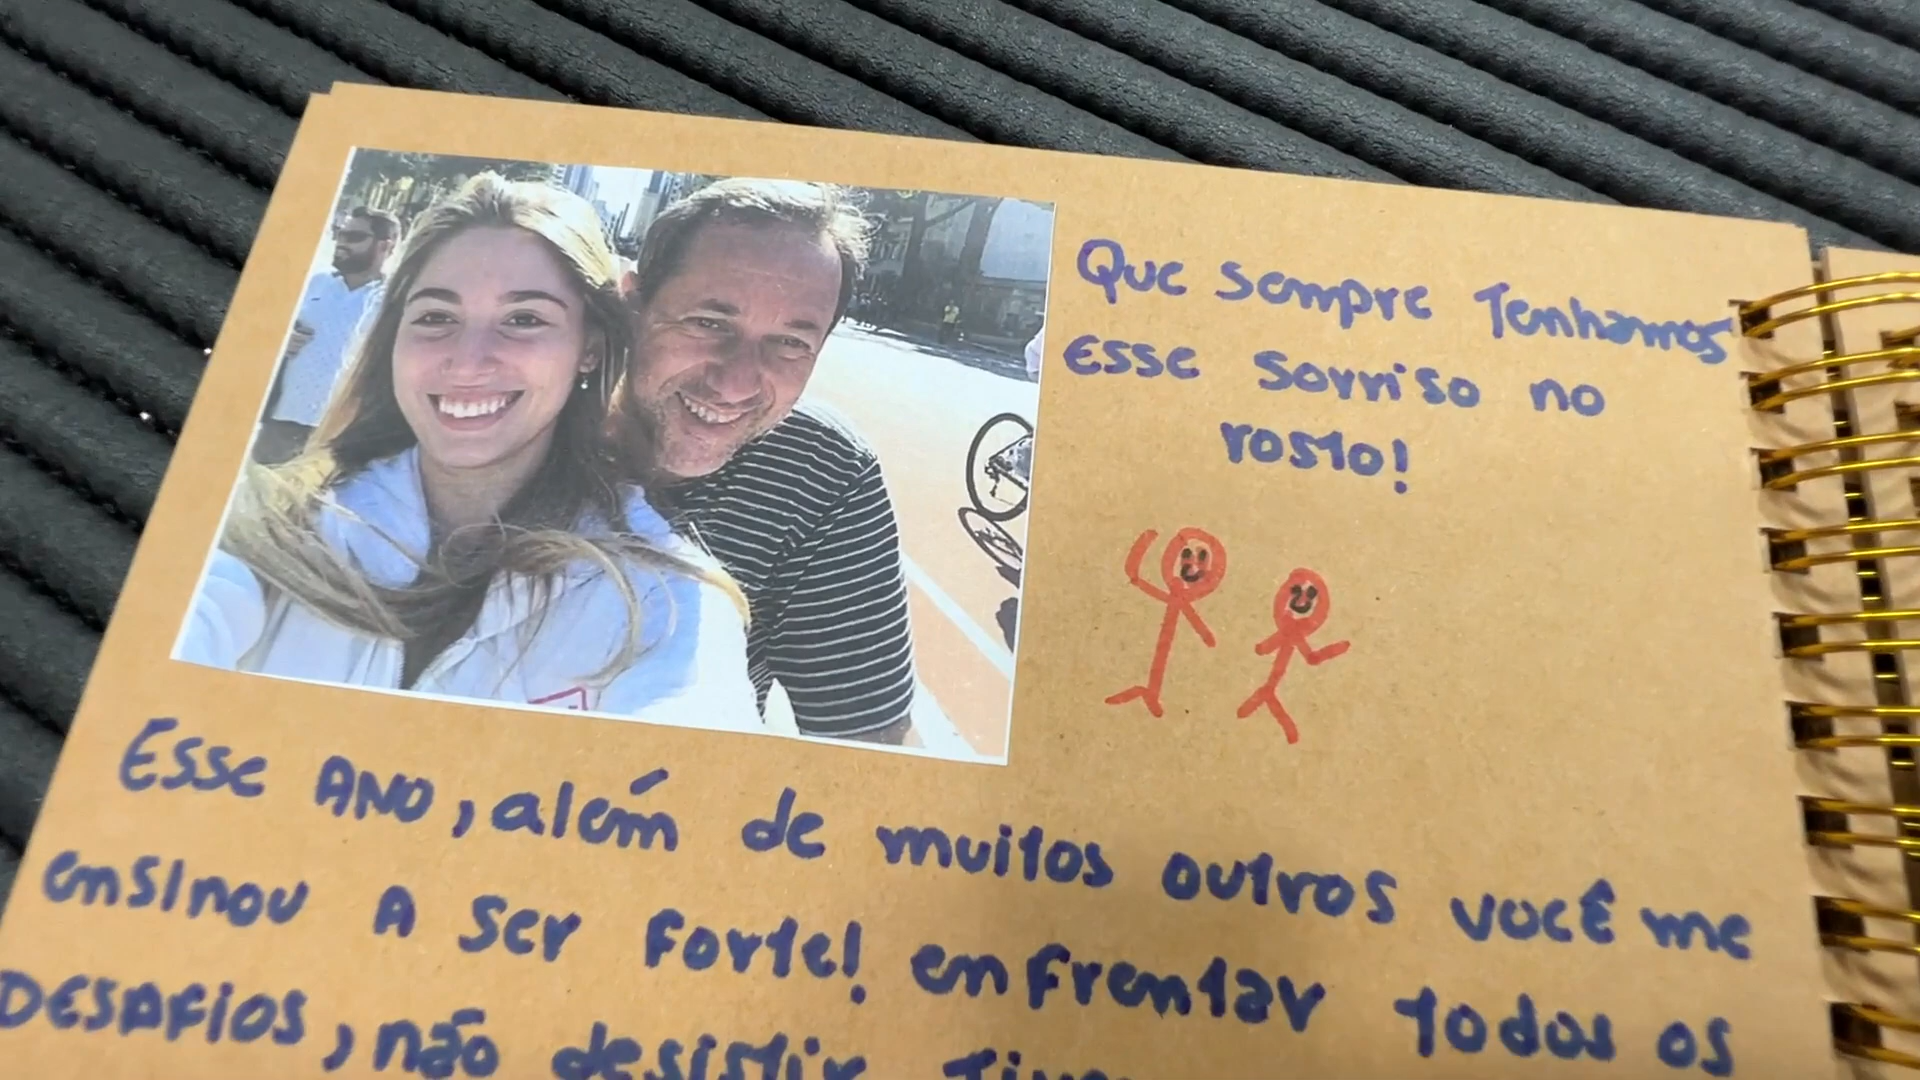 Que sempre Tenhamos
Esse Sorriso no
rosto!
Esse ANO, além de muitos outros você me
ensinou A Ser Forte! enfrentar todos os
DESAFIOS, não desistir